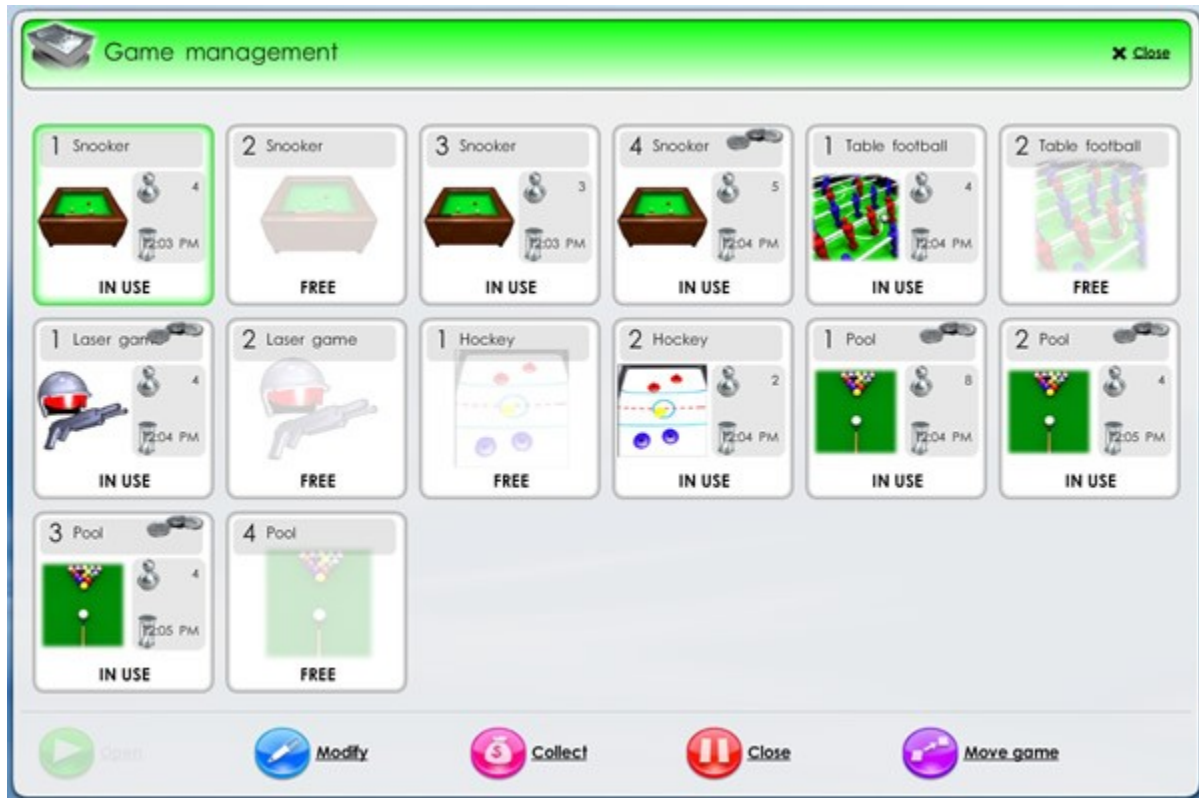 Game management
Close
1 Snooker
4
12:03 PM
IN USE
2 Snooker
FREE
3 Snooker
3
12:03 PM
IN USE
4 Snooker
5
12:04 PM
IN USE
1 Table football
4
12:04 PM
IN USE
2 Table football
FREE
1 Laser game
4
12:04 PM
IN USE
2 Laser game
FREE
1 Hockey
FREE
2 Hockey
2
12:04 PM
IN USE
1 Pool
8
12:04 PM
IN USE
2 Pool
4
12:05 PM
IN USE
3 Pool
4
12:05 PM
IN USE
4 Pool
FREE
Open
Modify
$
Collect
Close
Move game